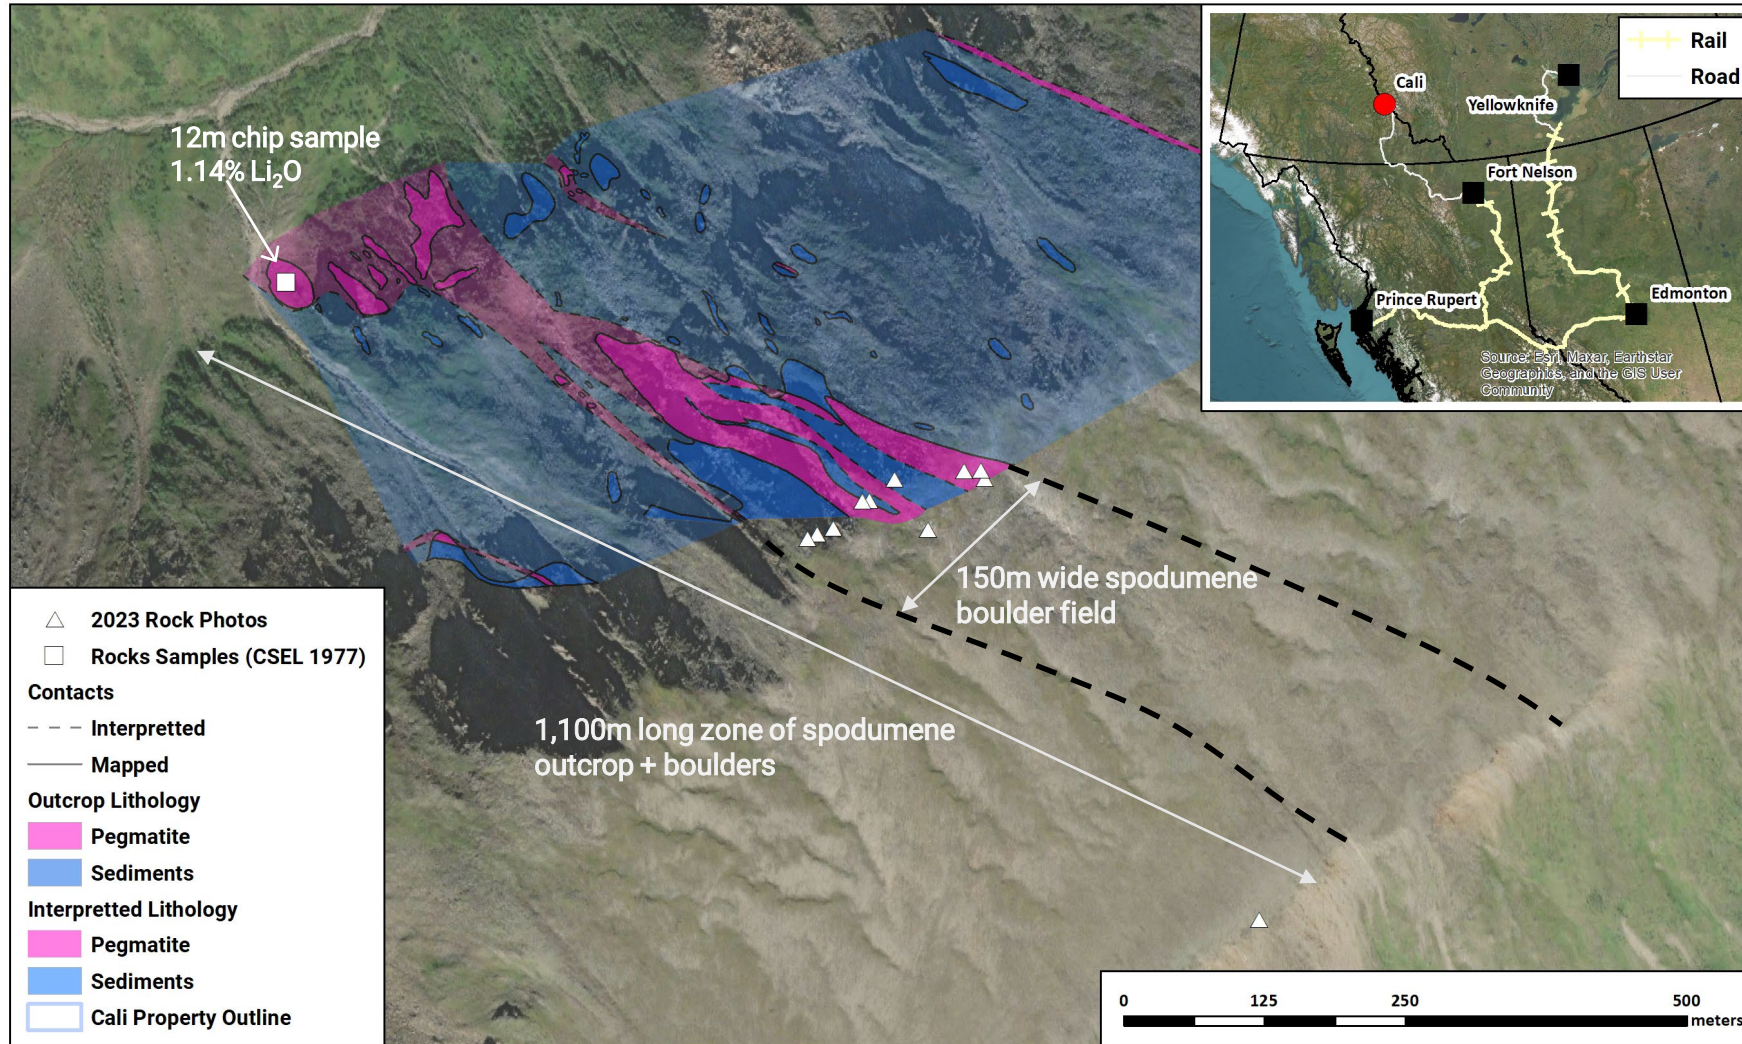 12m chip sample
1.14% Li₂O
150m wide spodumene
boulder field
1,100m long zone of spodumene
outcrop + boulders
Rail
Road
Cali
Yellowknife
Fort Nelson
Prince Rupert
Edmonton
Source: Esri, Maxar, Earthstar
Geographics, and the GIS User
Community
2023 Rock Photos
Rocks Samples (CSEL 1977)
Contacts
Interpretted
Mapped
Outcrop Lithology
Pegmatite
Sediments
Interpretted Lithology
Pegmatite
Sediments
Cali Property Outline
0 125 250 500
meters